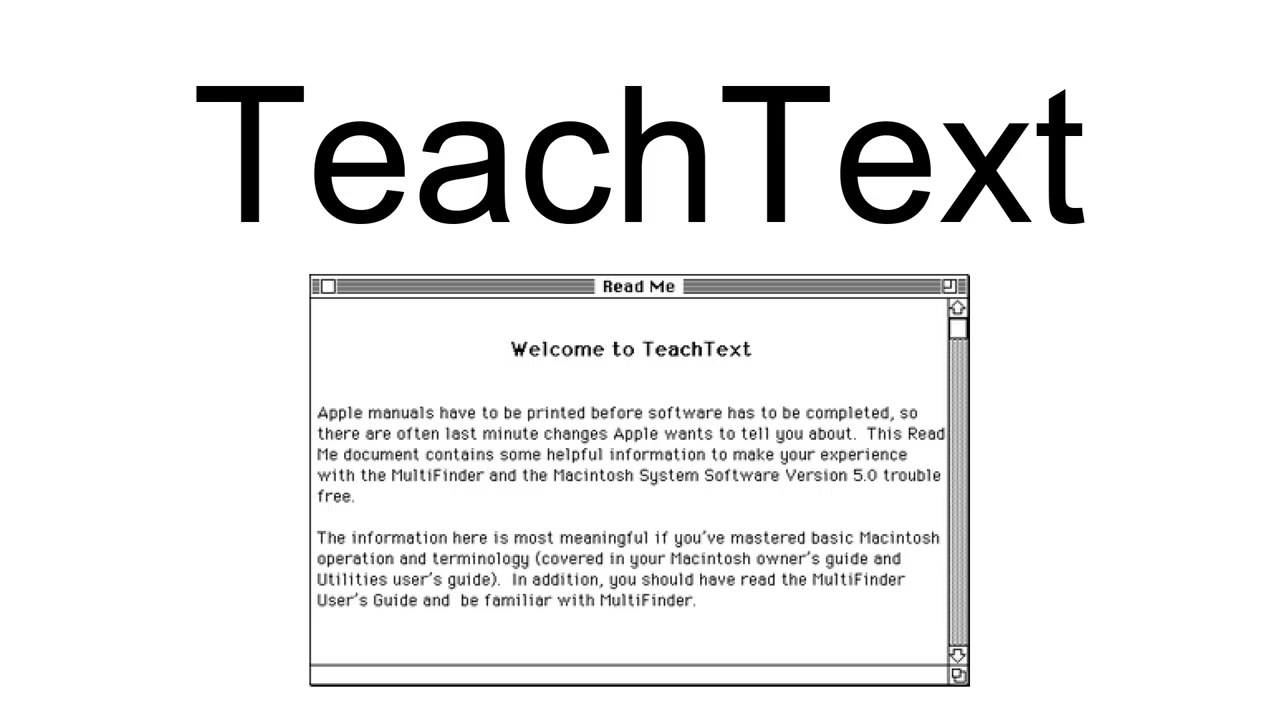 TeachText
Read Me
Welcome to TeachText
Apple manuals have to be printed before software has to be completed, so
there are often last minute changes Apple wants to tell you about.  This Read
Me document contains some helpful information to make your experience
with the MultiFinder and the Macintosh System Software Version 5.0 trouble
free.
The information here is most meaningful if you've mastered basic Macintosh
operation and terminology (covered in your Macintosh owner's guide and
Utilities user's guide).  In addition, you should have read the MultiFinder
User's Guide and  be familiar with MultiFinder.